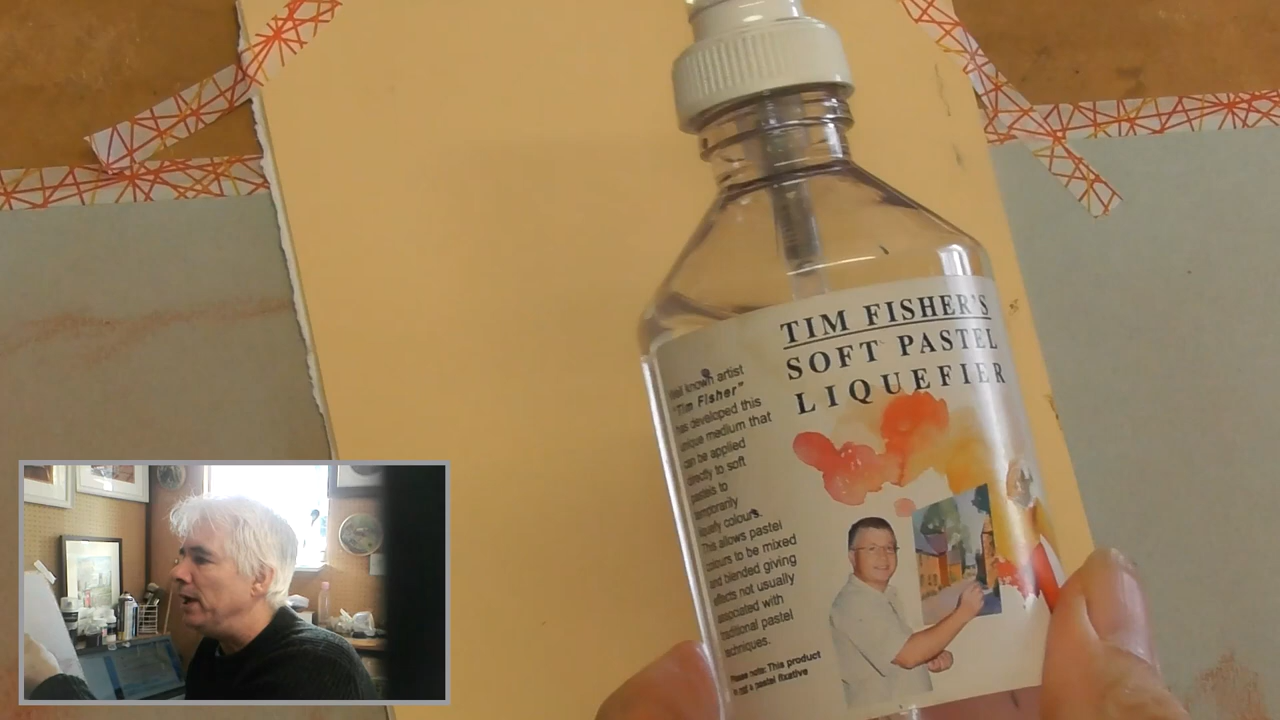 TIM FISHER'S
SOFT PASTEL
LIQUEFIER
Well known artist
"Tim Fisher"
has developed this
unique medium that
can be applied
directly to soft
pastels to
temporarily
liquefy colours.
This allows pastel
colours to be mixed
and blended giving
effects not usually
associated with
traditional pastel
techniques.
Please note: This product
is not a pastel fixative